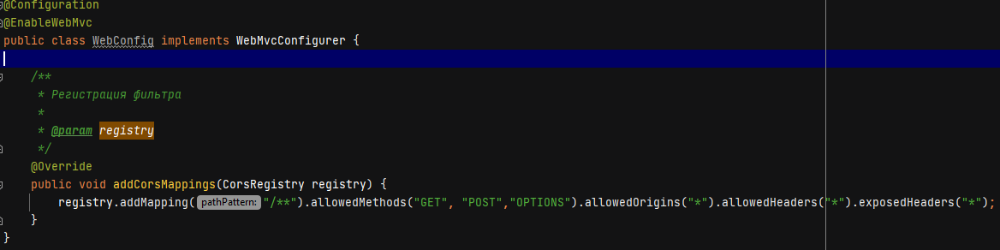 @Configuration
@EnableWebMvc
public class WebConfig implements WebMvcConfigurer {
/**
* Регистрация фильтра
*
* @param registry
*/
@Override
public void addCorsMappings(CorsRegistry registry) {
registry.addMapping( pathPattern: "/**").allowedMethods("GET", "POST","OPTIONS").allowedOrigins("*").allowedHeaders("*").exposedHeaders("*");
}
}